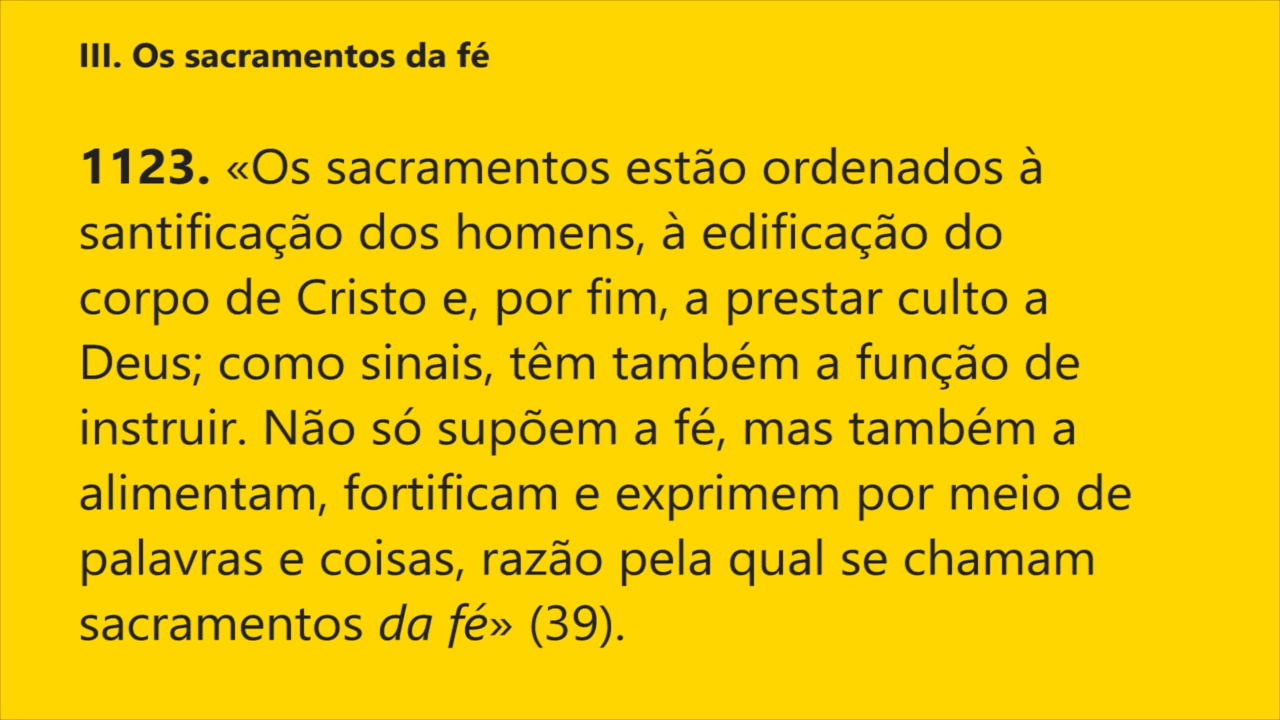 III. Os sacramentos da fé
1123. «Os sacramentos estão ordenados à
santificação dos homens, à edificação do
corpo de Cristo e, por fim, a prestar culto a
Deus; como sinais, têm também a função de
instruir. Não só supõem a fé, mas também a
alimentam, fortificam e exprimem por meio de
palavras e coisas, razão pela qual se chamam
sacramentos da fé» (39).